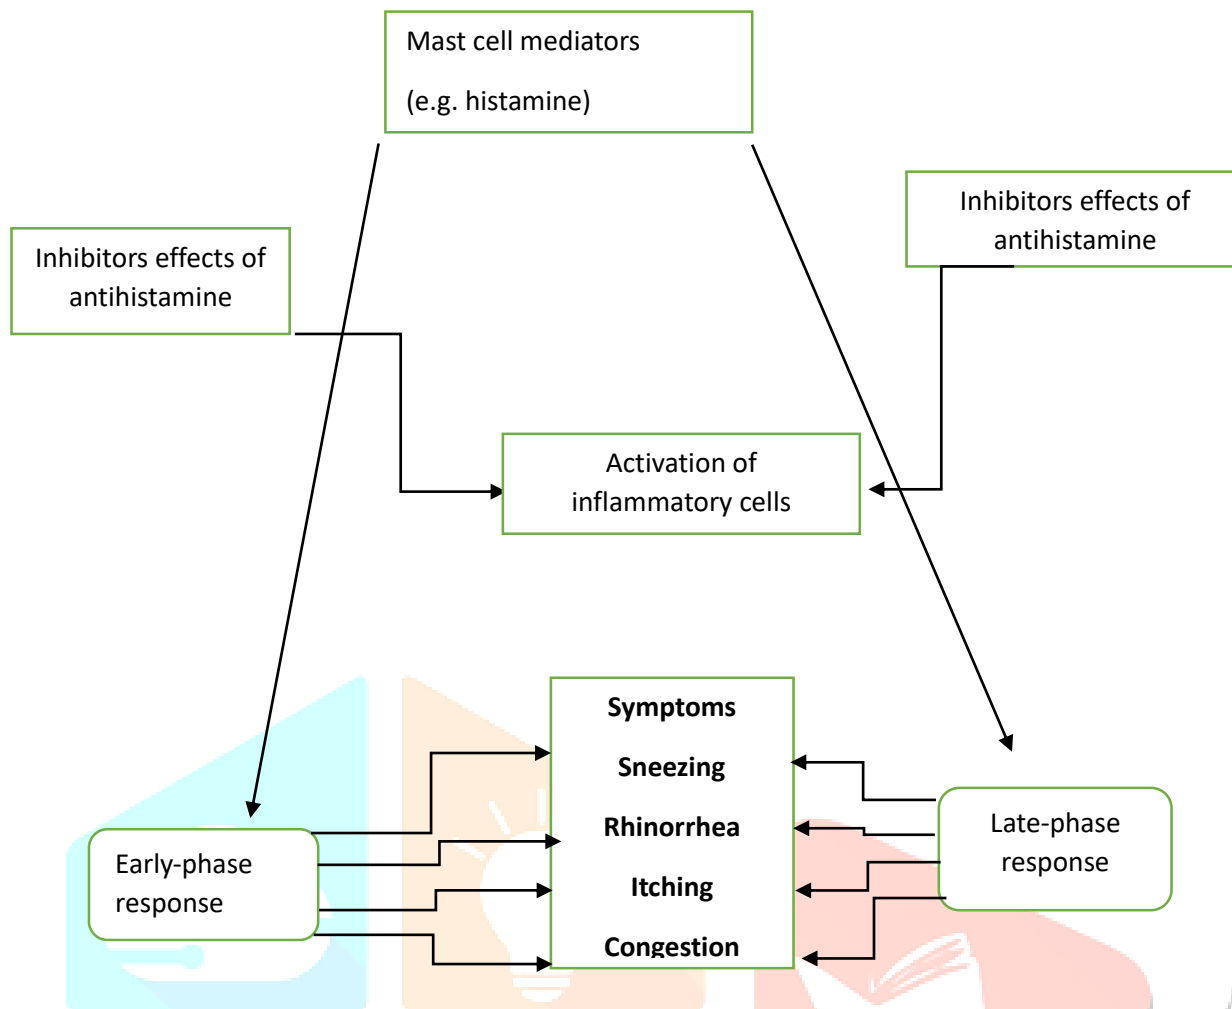 Mast cell mediators
(e.g. histamine)
Inhibitors effects of
antihistamine
Inhibitors effects of
antihistamine
Activation of
inflammatory cells
Symptoms
Sneezing
Rhinorrhea
Itching
Congestion
Early-phase
response
Late-phase
response